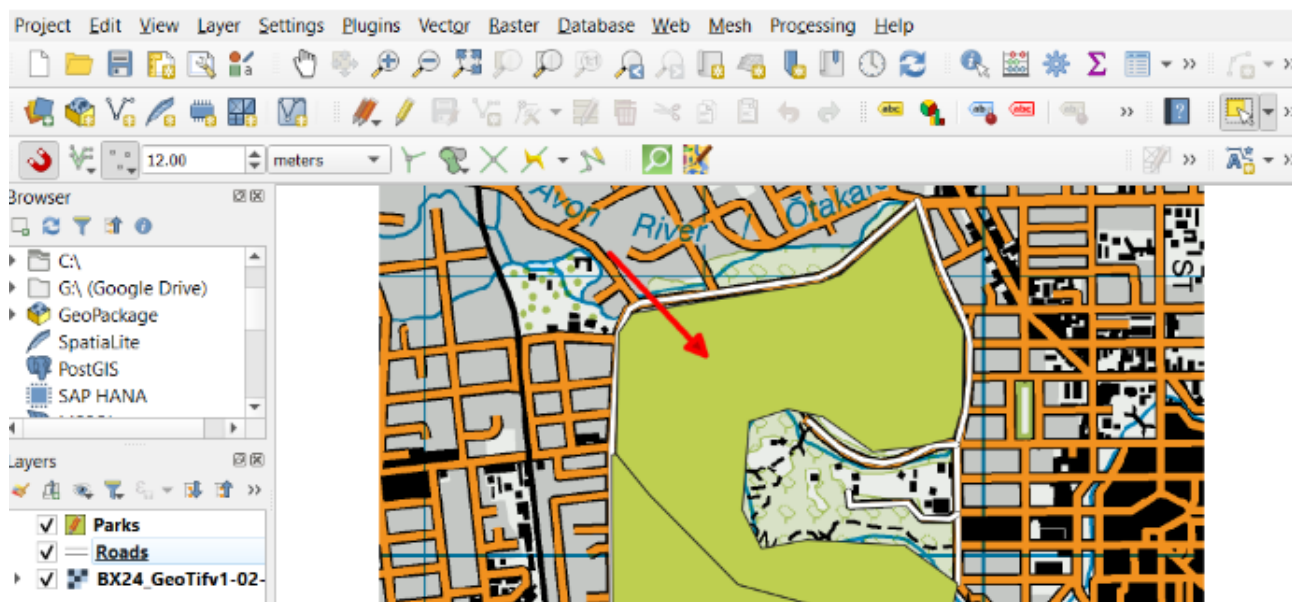 Project Edit View Layer Settings Plugins Vector Raster Database Web Mesh Processing Help
12.00 meters
Browser
C:\
G:\ (Google Drive)
GeoPackage
SpatiaLite
PostGIS
SAP HANA
Layers
Parks
Roads
BX24_GeoTifv1-02-
Avon River / Ōtakaro
ST